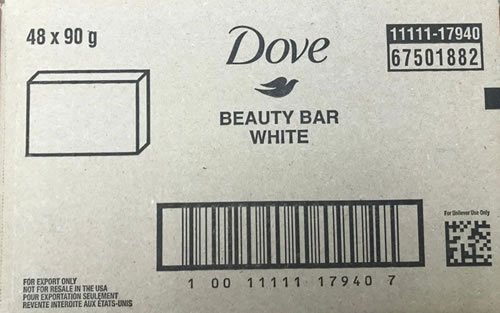 48 x 90 g
Dove
11111-17940
67501882
BEAUTY BAR
WHITE
For Unilever Use Only
1 00 11111 17940 7
FOR EXPORT ONLY
NOT FOR RESALE IN THE USA
POUR EXPORTATION SEULEMENT
REVENTE INTERDITE AUX ÉTATS-UNIS